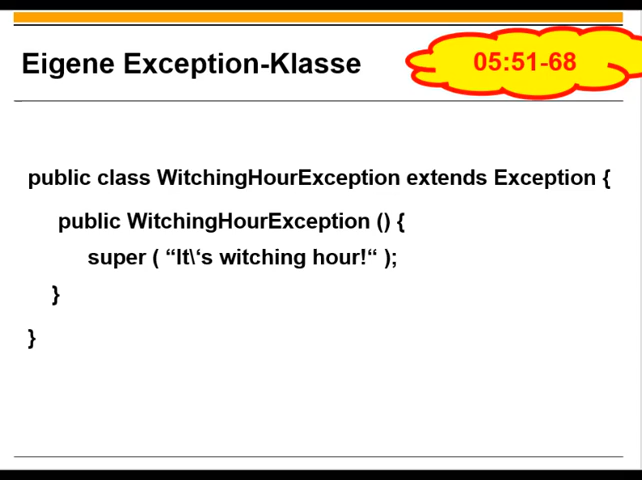 Eigene Exception-Klasse
05:51-68
public class WitchingHourException extends Exception {
public WitchingHourException () {
super ( “It\‘s witching hour!“ );
}
}